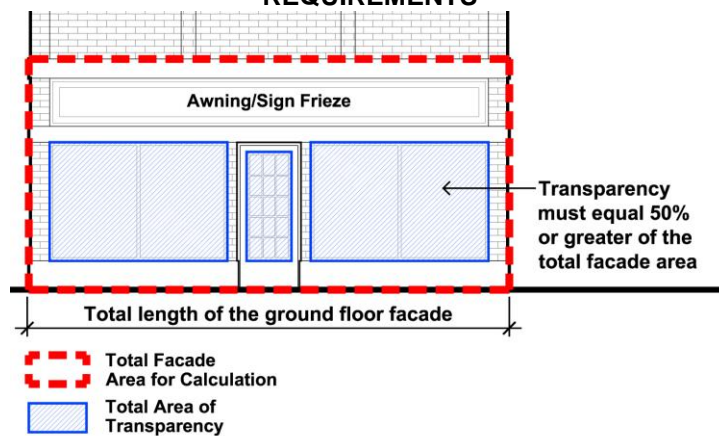 REQUIREMENTS
Awning/Sign Frieze
Transparency
must equal 50%
or greater of the
total facade area
Total length of the ground floor facade
Total Facade
Area for Calculation
Total Area of
Transparency